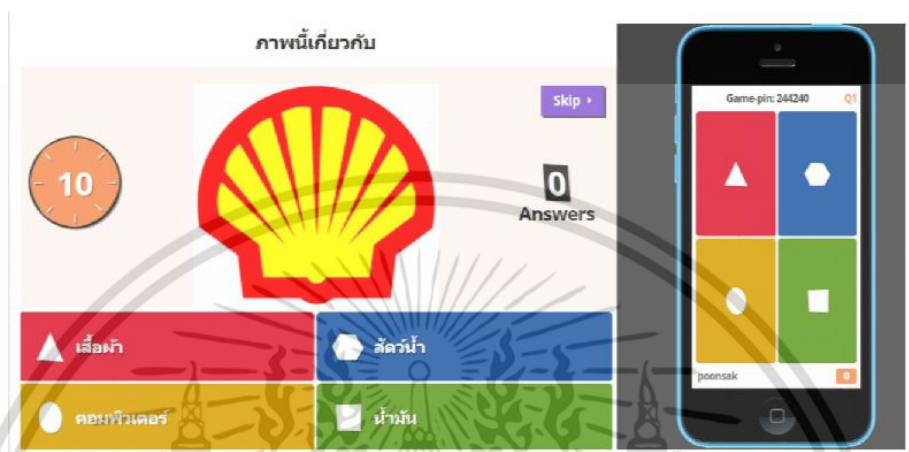 ภาพนี้เกี่ยวกับ
Skip
10
0
Answers
เสื้อผ้า
สัตว์น้ำ
คอมพิวเตอร์
น้ำมัน
Game-pin: 244240 Q1
poonsak 0